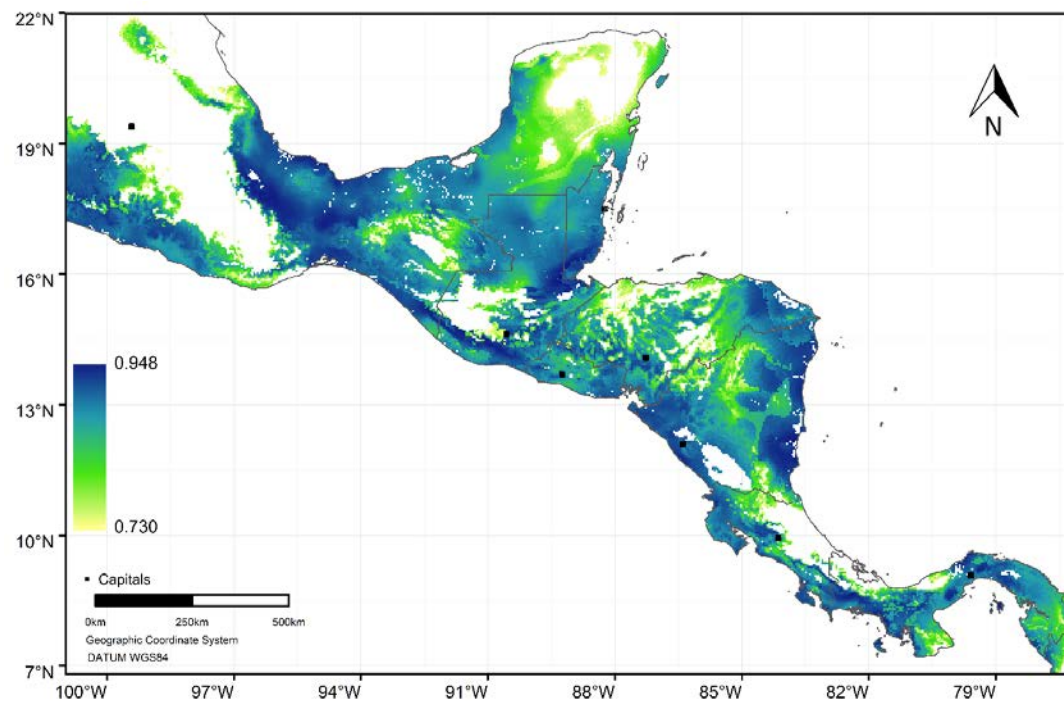 22°N
19°N
16°N
13°N
10°N
7°N
N
0.948
0.730
Capitals
0km 250km 500km
Geographic Coordinate System
DATUM WGS84
100°W 97°W 94°W 91°W 88°W 85°W 82°W 79°W